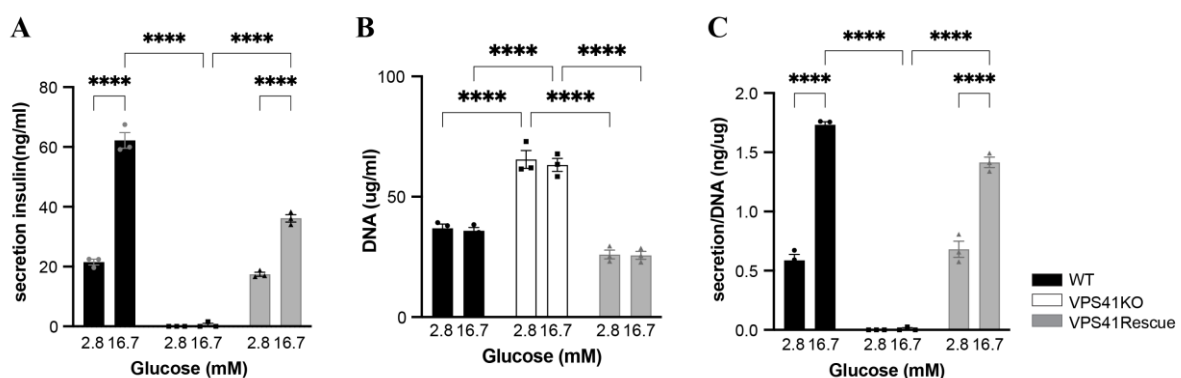 A
****
****
****
****
secretion insulin(ng/ml)
80
60
40
20
0
2.8 16.7 2.8 16.7 2.8 16.7
Glucose (mM)
B
****
****
****
****
DNA (ug/ml)
100
50
0
2.8 16.7 2.8 16.7 2.8 16.7
Glucose (mM)
C
****
****
****
****
secretion/DNA (ng/ug)
2.0
1.5
1.0
0.5
0.0
2.8 16.7 2.8 16.7 2.8 16.7
Glucose (mM)
WT
VPS41KO
VPS41Rescue